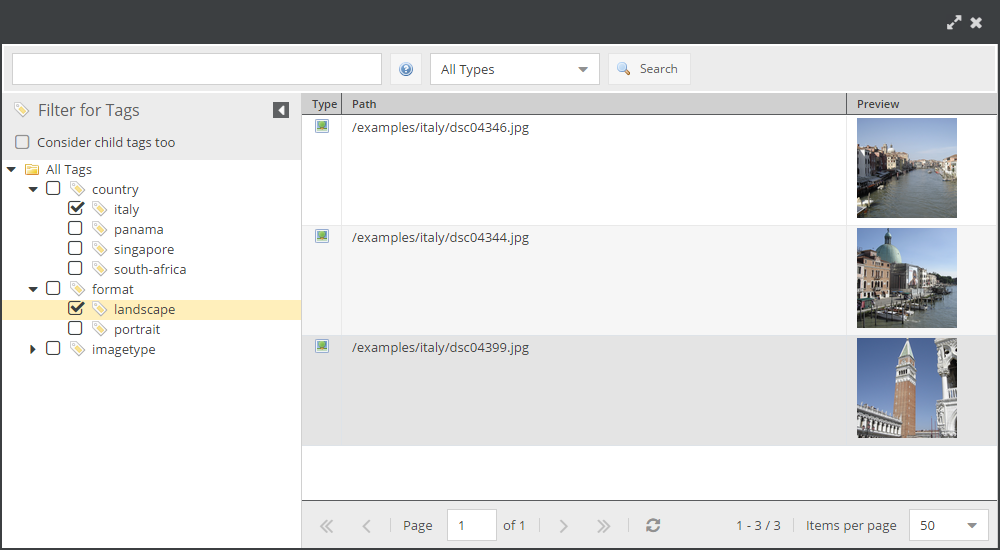 All Types
Search
Filter for Tags
Consider child tags too
All Tags
country
italy
panama
singapore
south-africa
format
landscape
portrait
imagetype
Type Path Preview
/examples/italy/dsc04346.jpg
/examples/italy/dsc04344.jpg
/examples/italy/dsc04399.jpg
Page 1 of 1 1 - 3 / 3 Items per page 50